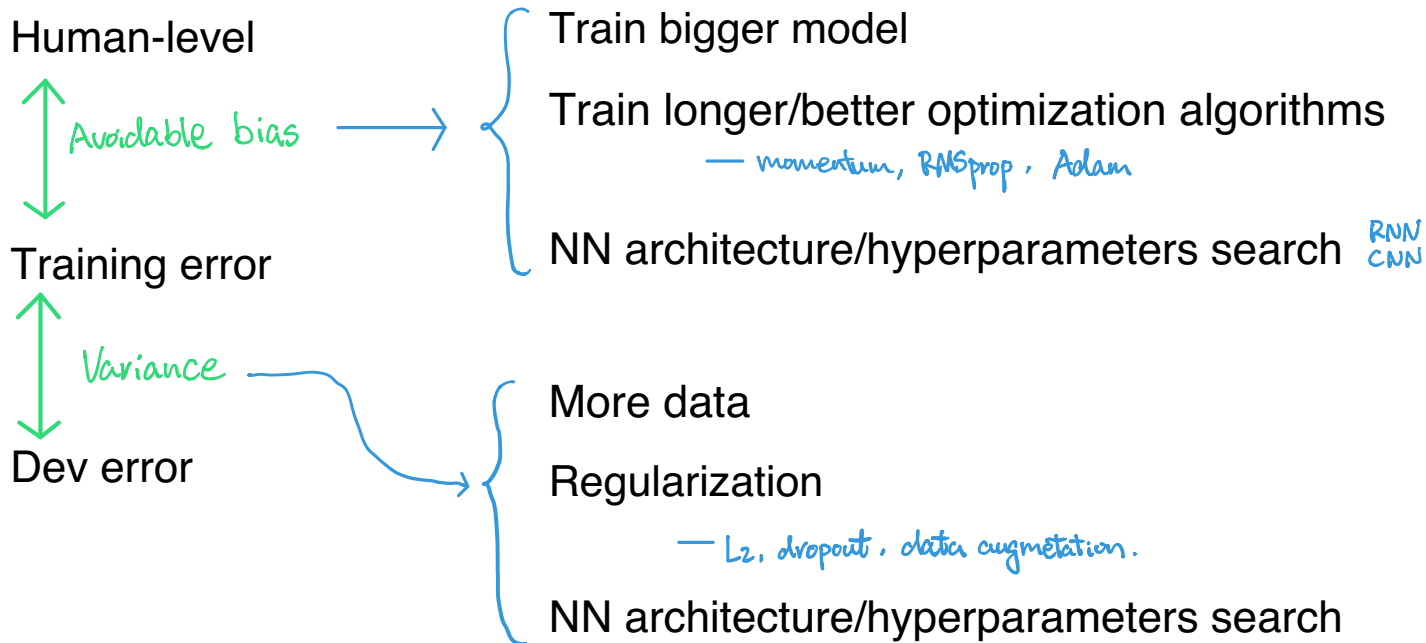 Human-level
Avoidable bias
Training error
Variance
Dev error
Train bigger model
Train longer/better optimization algorithms
— momentum, RMSprop, Adam
NN architecture/hyperparameters search
RNN
CNN
More data
Regularization
— L2, dropout, data augmetation.
NN architecture/hyperparameters search